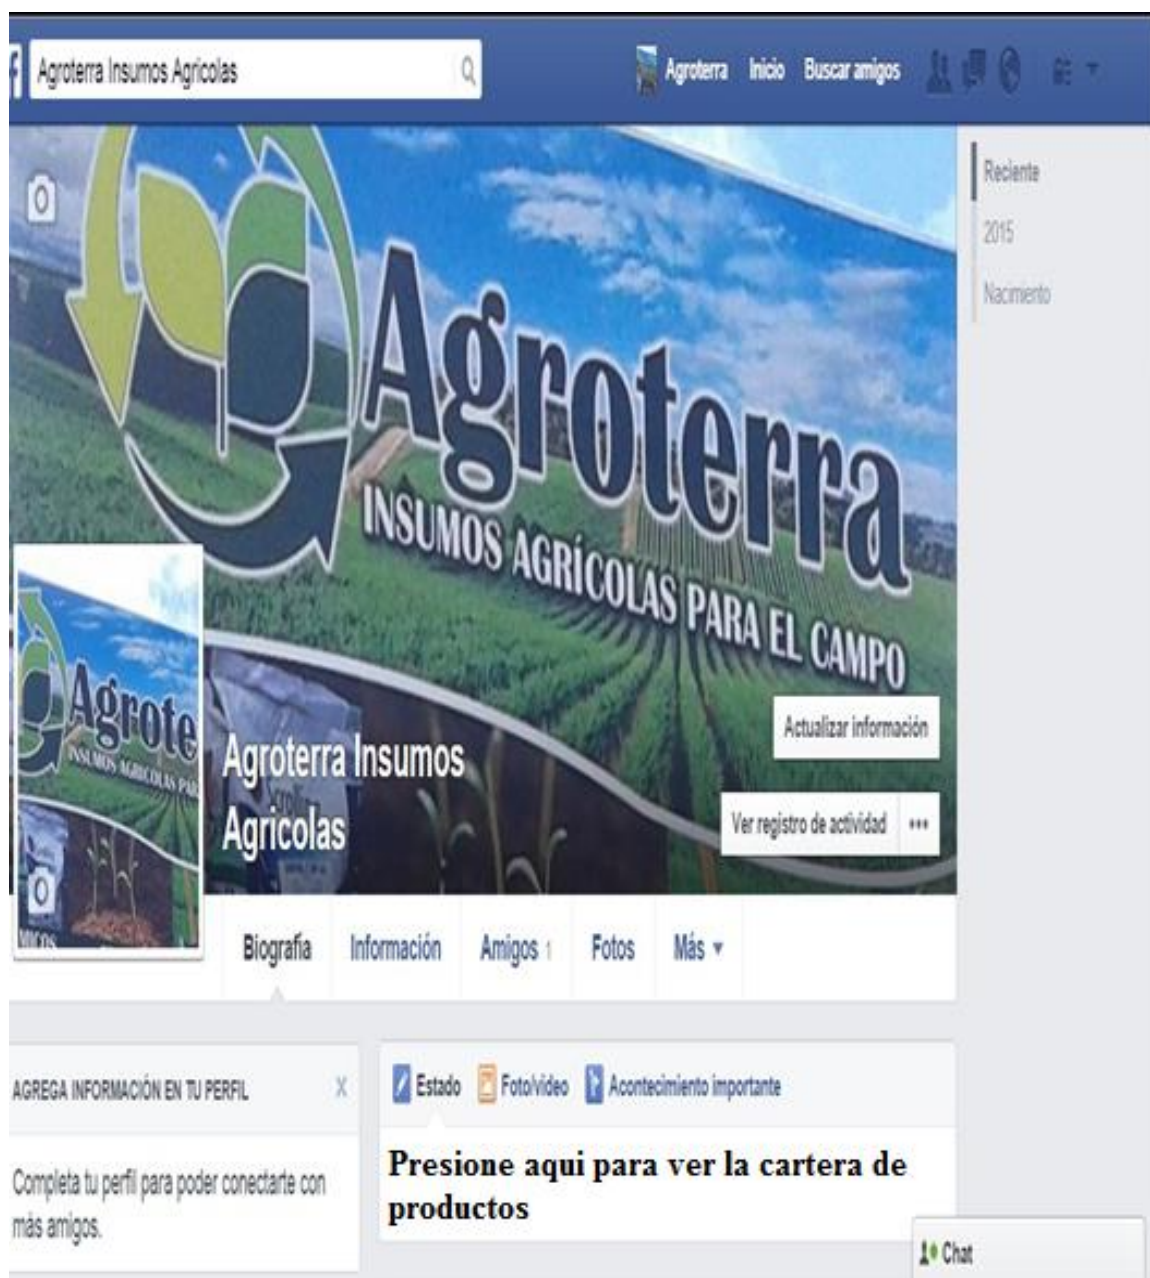 Agroterra Insumos Agricolas
Agroterra Inicio Buscar amigos
Reciente
2015
Nacimiento
Agroterra
INSUMOS AGRÍCOLAS PARA EL CAMPO
Actualizar información
Agrote
INSUMOS AGRICOLAS PAR
Agroterra Insumos
Agricolas
Ver registro de actividad
Biografía Información Amigos 1 Fotos Más
AGREGA INFORMACIÓN EN TU PERFIL X
Estado Foto/video Acontecimiento importante
Completa tu perfil para poder conectarte con
más amigos.
Presione aqui para ver la cartera de
productos
Chat